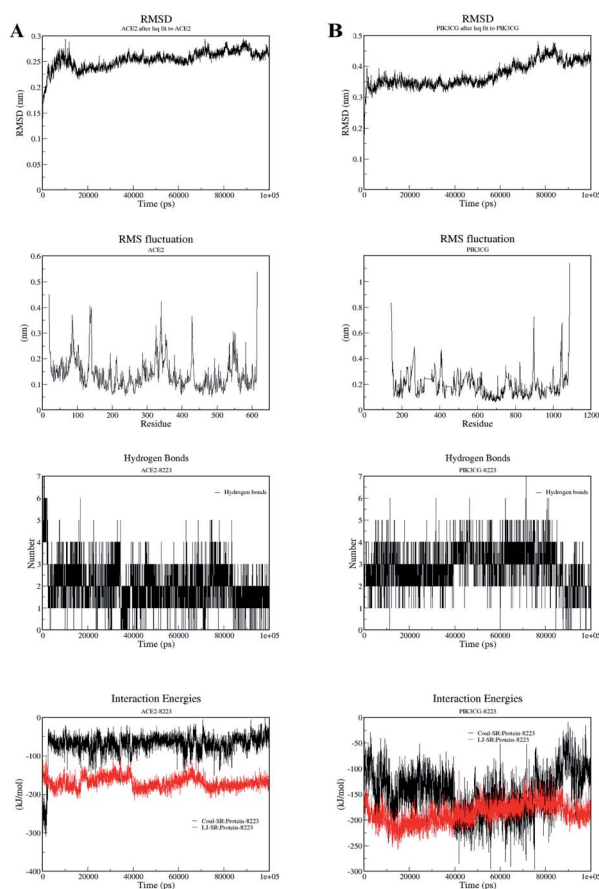 A
RMSD
ACE2 after lsq fit to ACE2
0.3
0.25
0.2
0.15
0.1
0.05
0
RMSD (nm)
0 20000 40000 60000 80000 1e+05
Time (ps)
B
RMSD
PIK3CG after lsq fit to PIK3CG
0.5
0.4
0.3
0.2
0.1
0
RMSD (nm)
0 20000 40000 60000 80000 1e+05
Time (ps)
RMS fluctuation
ACE2
0.6
0.5
0.4
0.3
0.2
0.1
0
(nm)
0 100 200 300 400 500 600
Residue
RMS fluctuation
PIK3CG
1
0.8
0.6
0.4
0.2
0
(nm)
0 200 400 600 800 1000 1200
Residue
Hydrogen Bonds
ACE2-8223
Hydrogen bonds
7
6
5
4
3
2
1
0
Number
0 20000 40000 60000 80000 1e+05
Time (ps)
Hydrogen Bonds
PIK3CG-8223
Hydrogen bonds
7
6
5
4
3
2
1
0
Number
0 20000 40000 60000 80000 1e+05
Time (ps)
Interaction Energies
ACE2-8223
0
-100
-200
-300
-400
(kJ/mol)
Coul-SR:Protein-8223
LJ-SR:Protein-8223
0 20000 40000 60000 80000 1e+05
Time (ps)
Interaction Energies
PIK3CG-8223
Coul-SR:Protein-8223
LJ-SR:Protein-8223
0
-50
-100
-150
-200
-250
-300
-350
(kJ/mol)
0 20000 40000 60000 80000 1e+05
Time (ps)